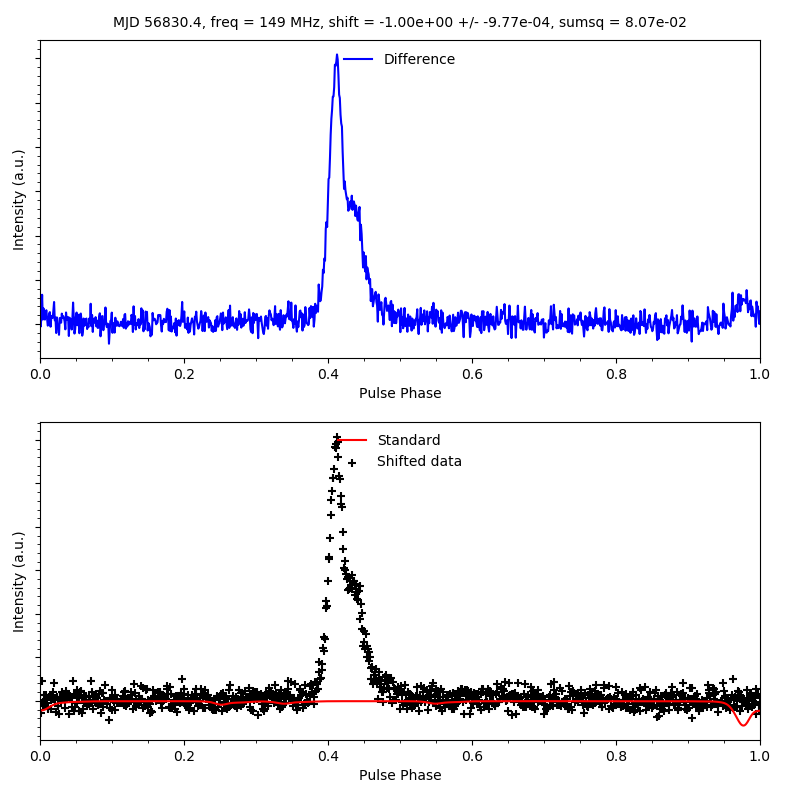 MJD 56830.4, freq = 149 MHz, shift = -1.00e+00 +/- -9.77e-04, sumsq = 8.07e-02
Difference
Intensity (a.u.)
0.0 0.2 0.4 0.6 0.8 1.0
Pulse Phase
Standard
Shifted data
Intensity (a.u.)
0.0 0.2 0.4 0.6 0.8 1.0
Pulse Phase